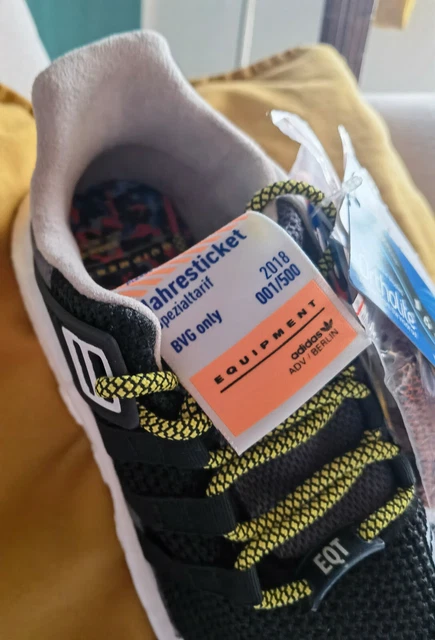 Jahresticket
Spezialtarif
BVG only
2018
001/500
EQUIPMENT
adidas
ADV / BERLIN
EQT